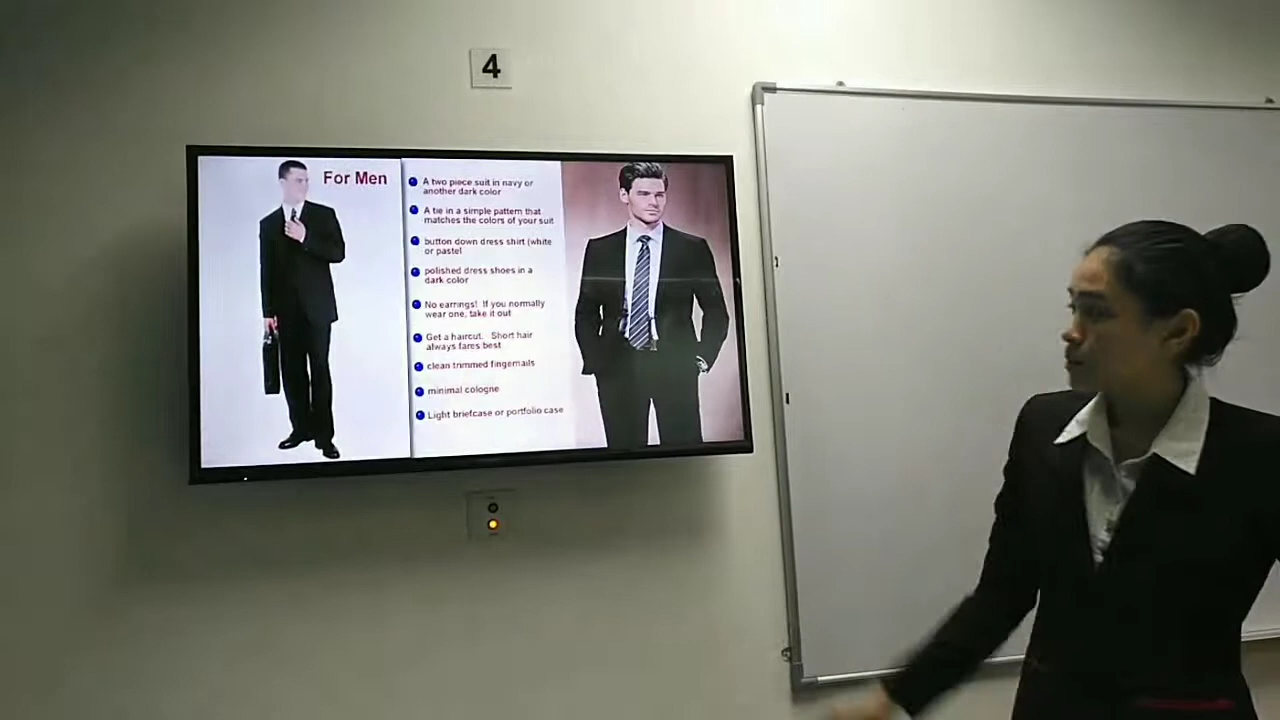 4
For Men
A two piece suit in navy or
another dark color
A tie in a simple pattern that
matches the colors of your suit
button down dress shirt (white
or pastel
polished dress shoes in a
dark color
No earrings! If you normally
wear one, take it out
Get a haircut. Short hair
always fares best
clean trimmed fingernails
minimal cologne
Light briefcase or portfolio case